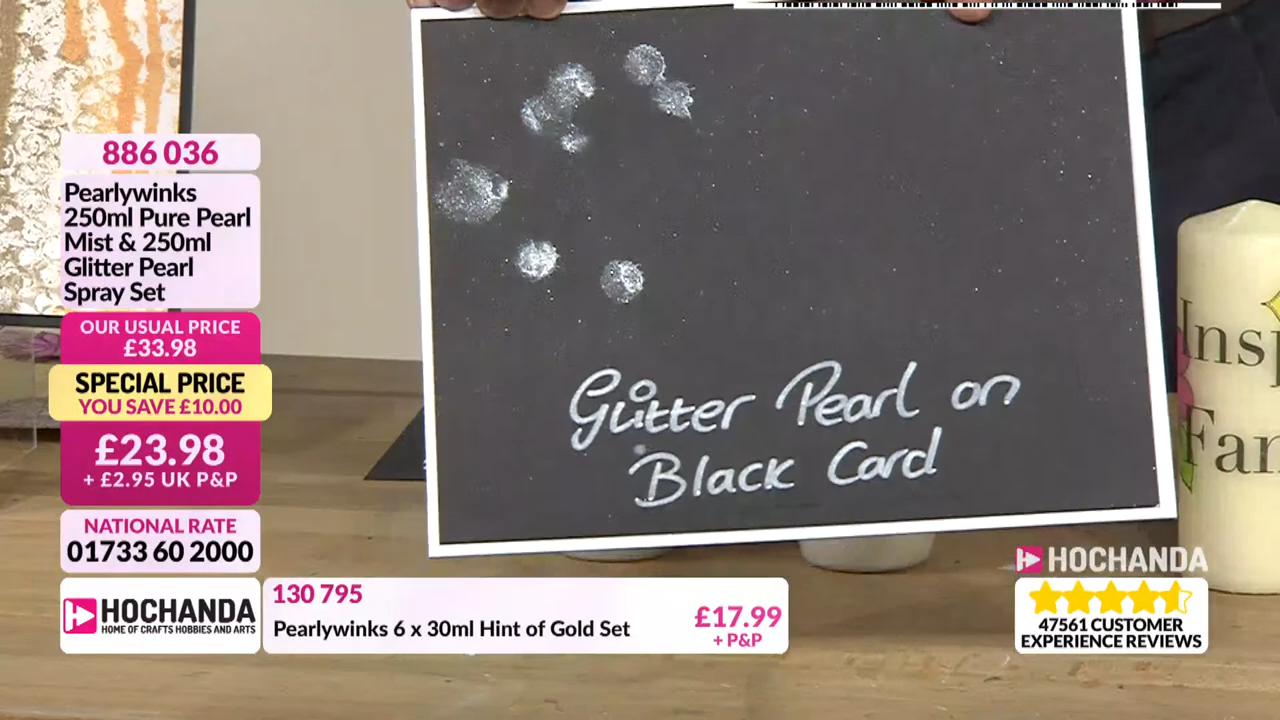 886 036
Pearlywinks
250ml Pure Pearl
Mist & 250ml
Glitter Pearl
Spray Set
OUR USUAL PRICE
£33.98
SPECIAL PRICE
YOU SAVE £10.00
£23.98
+ £2.95 UK P&P
NATIONAL RATE
01733 60 2000
HOCHANDA
HOME OF CRAFTS HOBBIES AND ARTS
130 795
Pearlywinks 6 x 30ml Hint of Gold Set
£17.99
+ P&P
Glitter Pearl on
Black Card
HOCHANDA
47561 CUSTOMER
EXPERIENCE REVIEWS